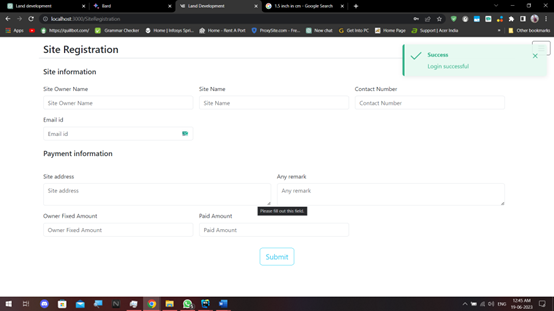 Land development
Bard
Land Development
1.5 inch in cm - Google Search
localhost:3000/SiteRegistration
Apps
https://quillbot.com/
Grammar Checker
Home | Infosys Sprin...
Home - Rent A Port
ProxySite.com - Fre...
New chat
Get Into PC
Home Page
Support | Acer India
Other bookmarks
Site Registration
Success
Login successful
Site information
Site Owner Name
Site Name
Contact Number
Site Owner Name
Site Name
Contact Number
Email id
Email id
Payment information
Site address
Any remark
Site address
Any remark
Please fill out this field.
Owner Fixed Amount
Paid Amount
Owner Fixed Amount
Paid Amount
Submit
ENG
12:45 AM
19-06-2023